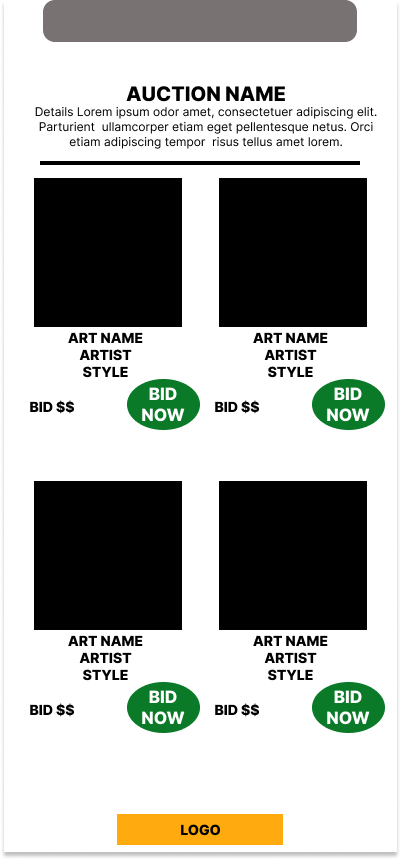 AUCTION NAME
Details Lorem ipsum odor amet, consectetuer adipiscing elit.
Parturient  ullamcorper etiam eget pellentesque netus. Orci
etiam adipiscing tempor  risus tellus amet lorem.
ART NAME
ARTIST
STYLE
BID $$
BID
NOW
ART NAME
ARTIST
STYLE
BID $$
BID
NOW
ART NAME
ARTIST
STYLE
BID $$
BID
NOW
ART NAME
ARTIST
STYLE
BID $$
BID
NOW
LOGO